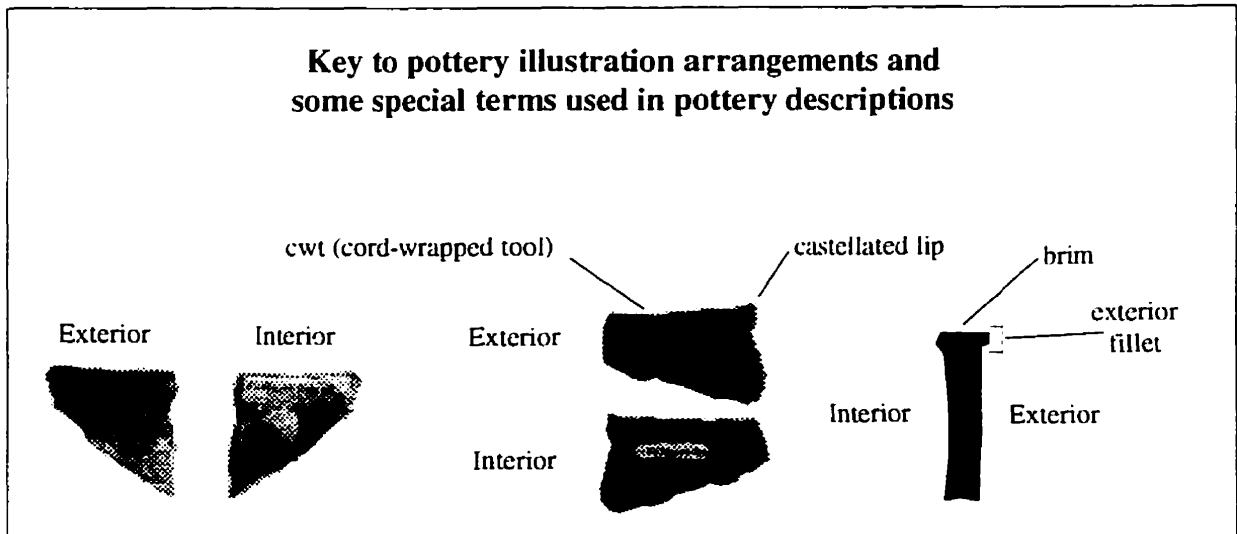 Key to pottery illustration arrangements and
some special terms used in pottery descriptions
cwt (cord-wrapped tool)
castellated lip
brim
exterior
fillet
Exterior
Interior
Exterior
Interior
Interior
Exterior